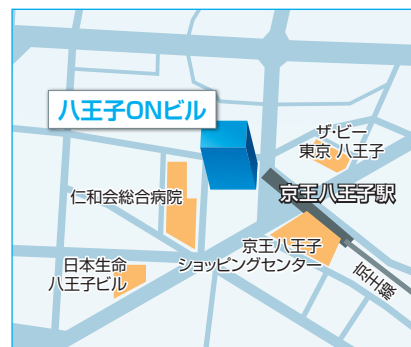 八王子ONビル
ザ・ビー
東京 八王子
仁和会総合病院
京王八王子駅
京王八王子
ショッピングセンター
日本生命
八王子ビル
京王線